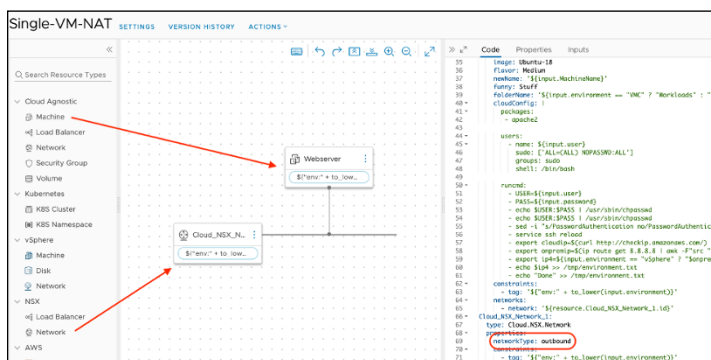 Single-VM-NAT SETTINGS VERSION HISTORY ACTIONS
Search Resource Types
Cloud Agnostic
Machine
Load Balancer
Network
Security Group
Volume
Kubernetes
K8S Cluster
K8S Namespace
vSphere
Machine
Disk
Network
NSX
Load Balancer
Network
AWS
Webserver
${"env:" + to_low...
Cloud_NSX_N...
${"env:" + to_low...
Code Properties Inputs
35 image: Ubuntu-18
36 flavor: Medium
37 newName: '${input.MachineName}'
38 funny: Stuff
39 folderName: '${input.environment == "VMC" ? "Workloads" : "
40 cloudConfig: |
41 packages:
42 - apache2
43
44 users:
45 - name: ${input.user}
46 sudo: ['ALL=(ALL) NOPASSWD:ALL']
47 groups: sudo
48 shell: /bin/bash
49
50 runcmd:
51 - USER=${input.user}
52 - PASS=${input.password}
53 - echo $USER:$PASS | /usr/sbin/chpasswd
54 - echo $USER:$PASS | /usr/sbin/chpasswd
55 - sed -i "s/PasswordAuthentication no/PasswordAuthentic
56 - service ssh reload
57 - export cloudip=$(curl http://checkip.amazonaws.com/)
58 - export onpremip=$(ip route get 8.8.8.8 | awk -F"src "
59 - export ip4=${input.environment == "vSphere" ? "$onpre
60 - echo $ip4 >> /tmp/environment.txt
61 - echo "Done" >> /tmp/environment.txt
62 constraints:
63 - tag: '${"env:" + to_lower(input.environment)}'
64 networks:
65 - network: '${resource.Cloud_NSX_Network_1.id}'
66 Cloud_NSX_Network_1:
67 type: Cloud.NSX.Network
68 properties:
69 networkType: outbound
70 constraints:
71 - tag: '${"env:" + to_lower(input.environment)}'